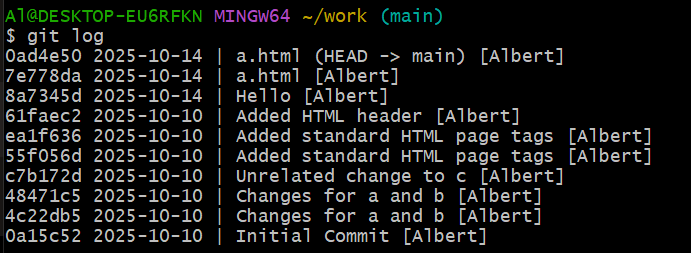 Al@DESKTOP-EU6RFKN MINGW64 ~/work (main)
$ git log
0ad4e50 2025-10-14 | a.html (HEAD -> main) [Albert]
7e778da 2025-10-14 | a.html [Albert]
8a7345d 2025-10-14 | Hello [Albert]
61faec2 2025-10-10 | Added HTML header [Albert]
ea1f636 2025-10-10 | Added standard HTML page tags [Albert]
55f056d 2025-10-10 | Added standard HTML page tags [Albert]
c7b172d 2025-10-10 | Unrelated change to c [Albert]
48471c5 2025-10-10 | Changes for a and b [Albert]
4c22db5 2025-10-10 | Changes for a and b [Albert]
0a15c52 2025-10-10 | Initial Commit [Albert]